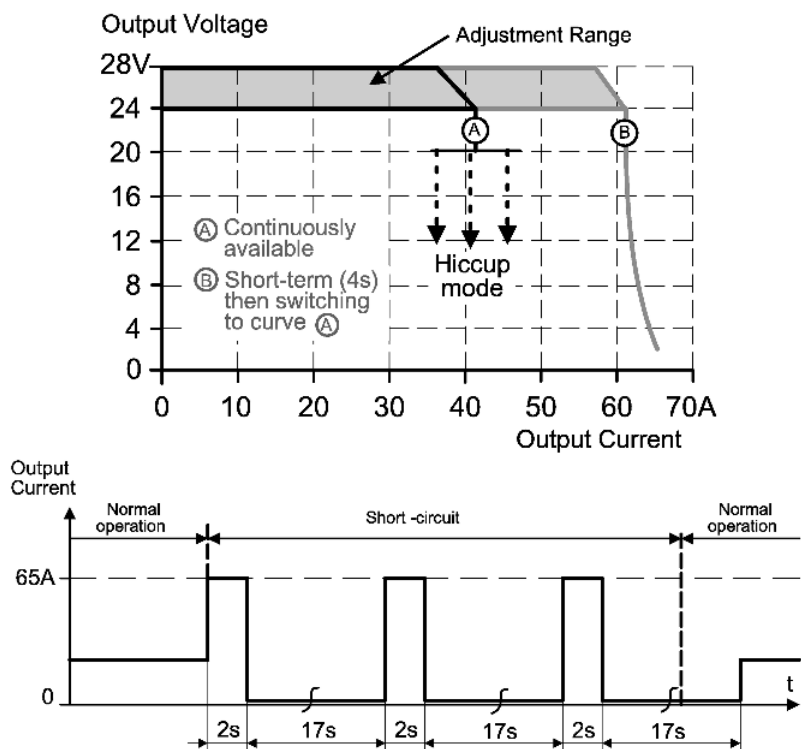 Output Voltage
Adjustment Range
28V
24
20
16
12
8
4
0
A
B
A Continuously
available
B Short-term (4s)
then switching
to curve A
Hiccup
mode
0 10 20 30 40 50 60 70A
Output Current
Output
Current
Normal
operation
Short -circuit
Normal
operation
65A
0
t
2s 17s 2s 17s 2s 17s